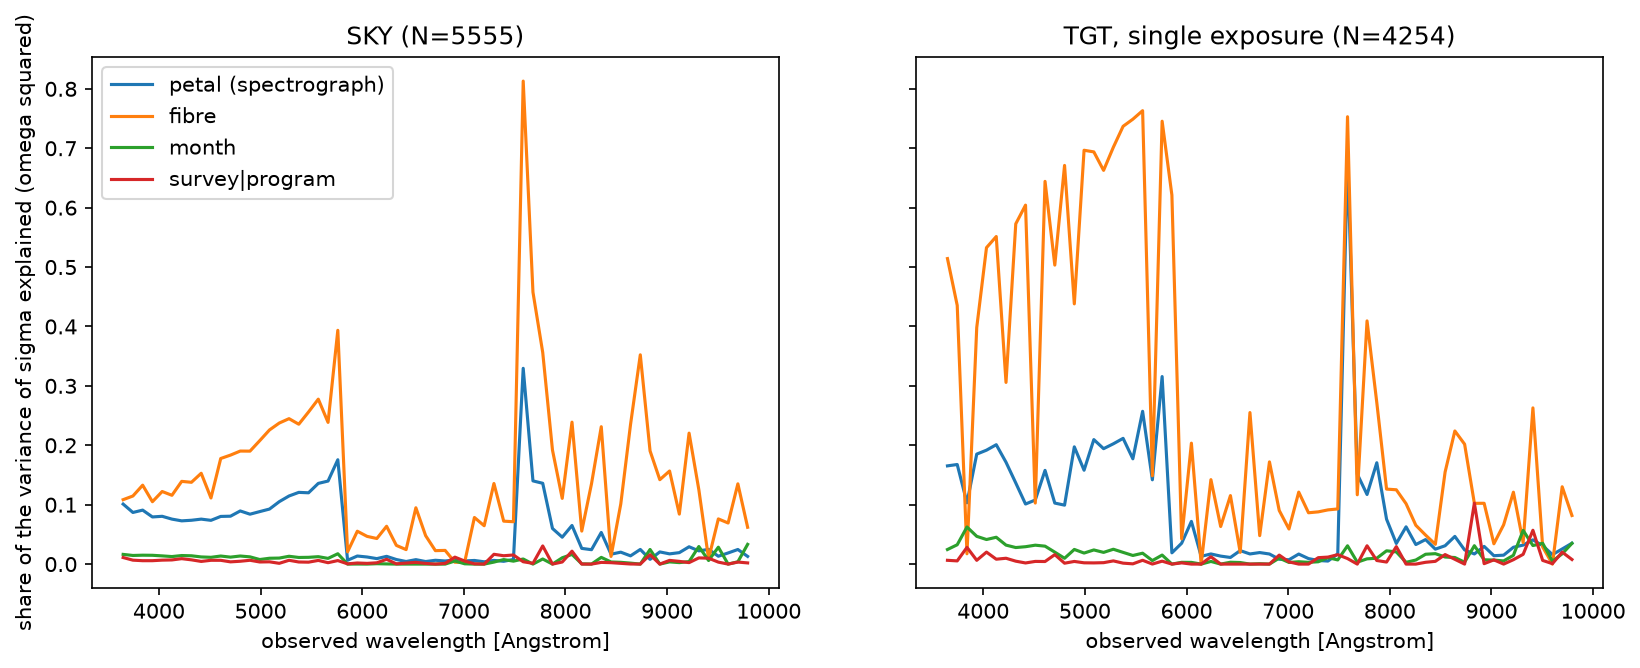 SKY (N=5555)
TGT, single exposure (N=4254)
share of the variance of sigma explained (omega squared)
0.8
0.7
0.6
0.5
0.4
0.3
0.2
0.1
0.0
petal (spectrograph)
fibre
month
survey|program
4000 5000 6000 7000 8000 9000 10000
4000 5000 6000 7000 8000 9000 10000
observed wavelength [Angstrom]
observed wavelength [Angstrom]